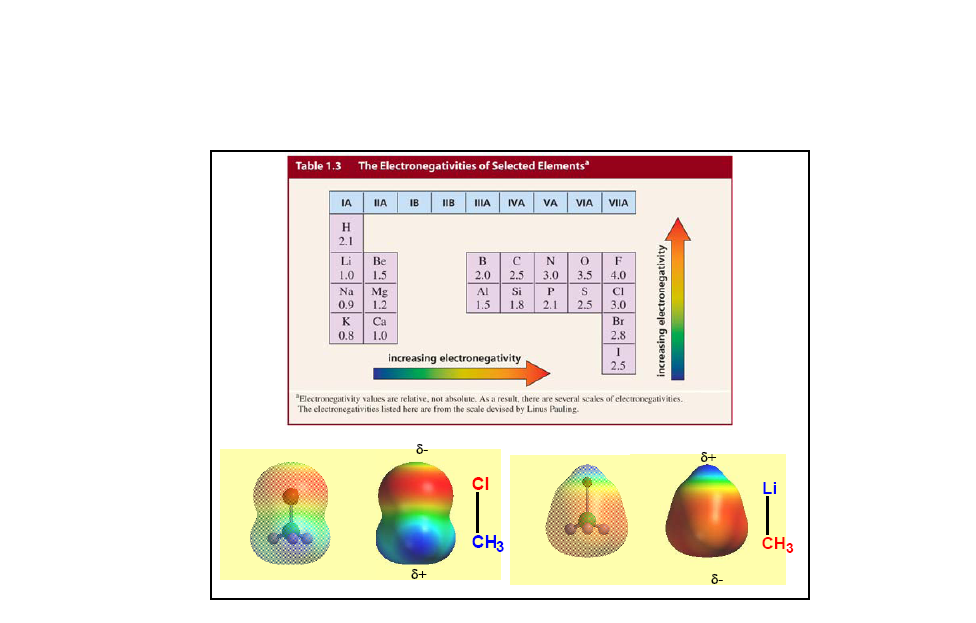 Table 1.3 The Electronegativities of Selected Elementsᵃ
IA IIA IB IIB IIIA IVA VA VIA VIIA
H
2.1
Li Be B C N O F
1.0 1.5 2.0 2.5 3.0 3.5 4.0
Na Mg Al Si P S Cl
0.9 1.2 1.5 1.8 2.1 2.5 3.0
K Ca Br
0.8 1.0 2.8
I
2.5
increasing electronegativity
increasing electronegativity
ᵃElectronegativity values are relative, not absolute. As a result, there are several scales of electronegativities.
The electronegativities listed here are from the scale devised by Linus Pauling.
δ-
Cl
CH₃
δ+
δ+
Li
CH₃
δ-